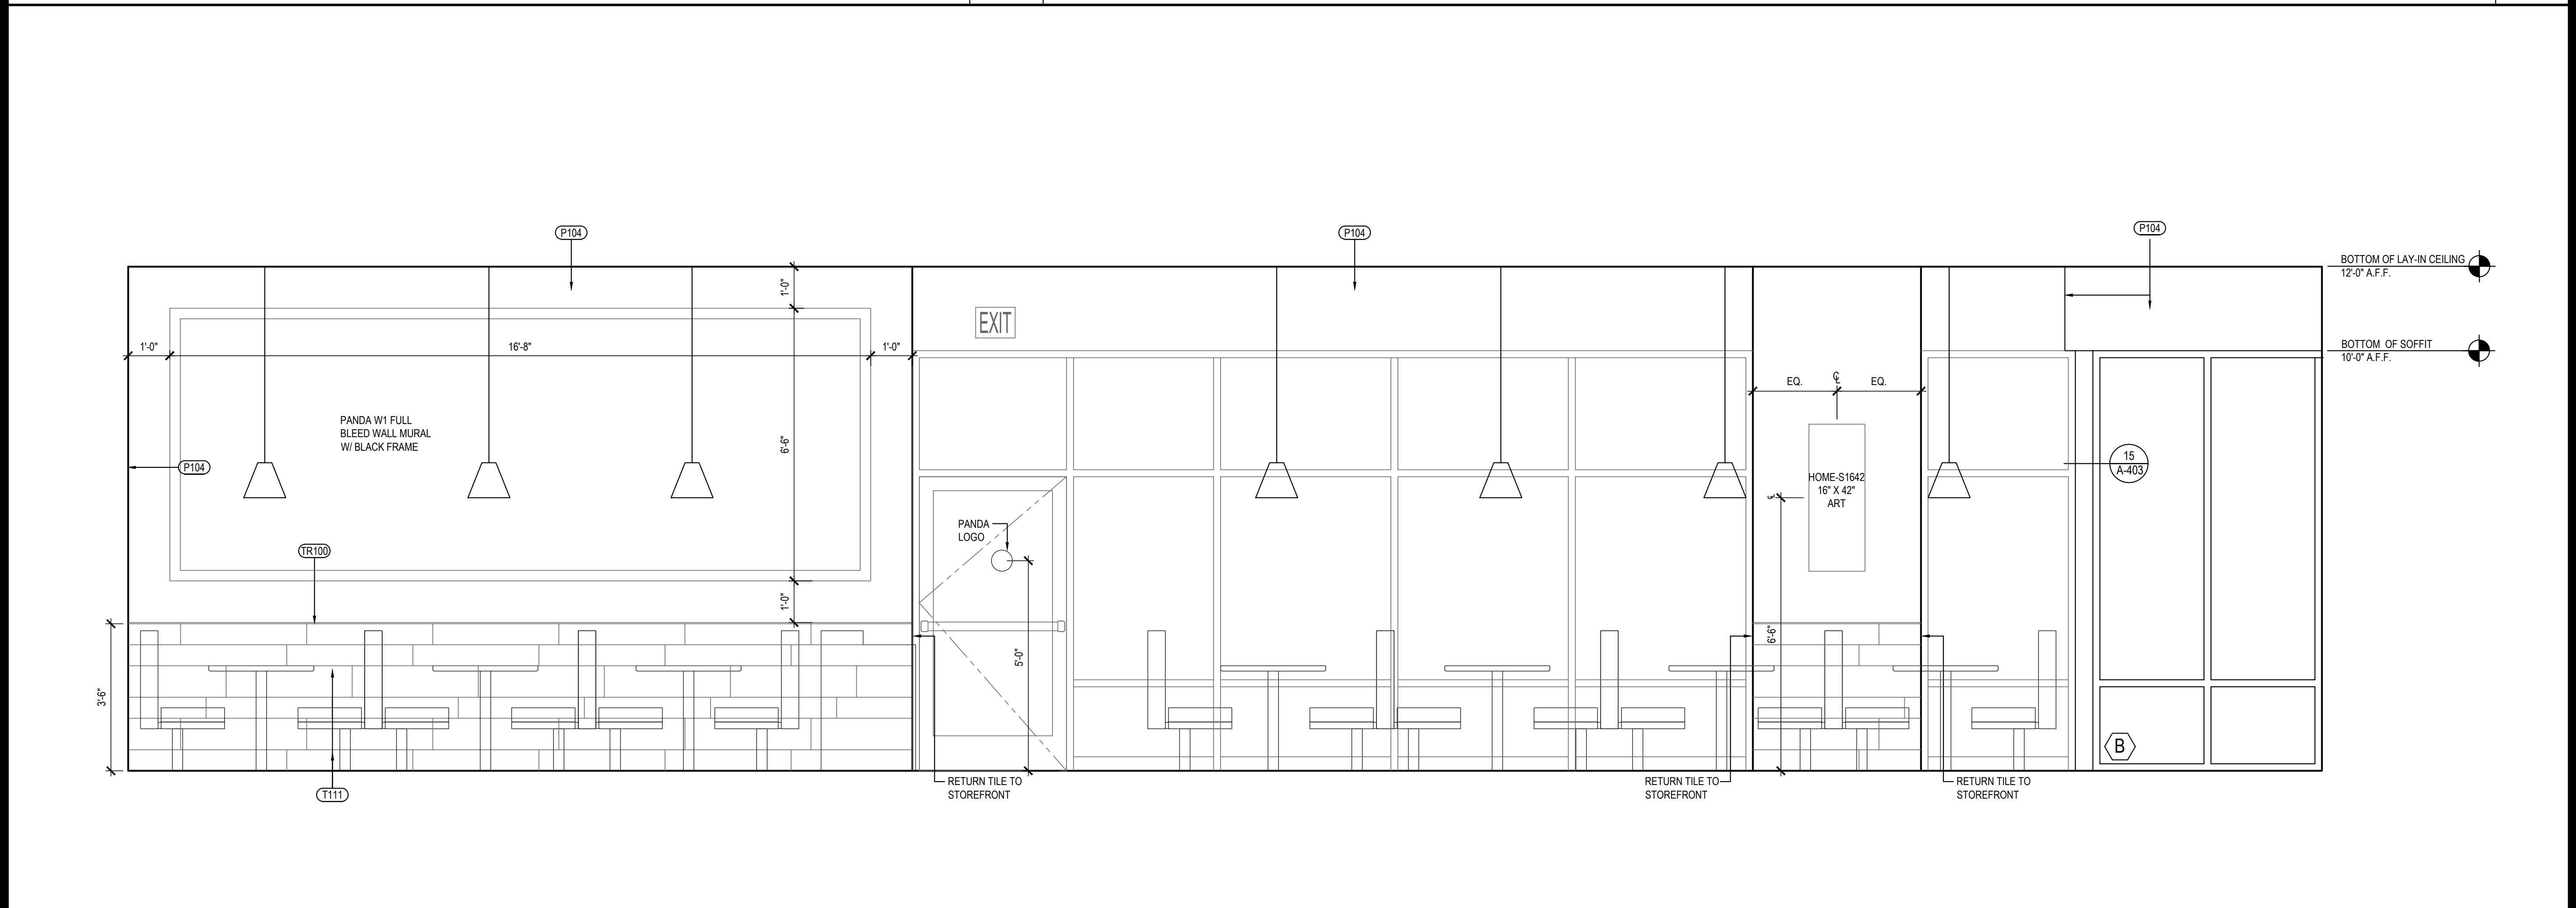 P104
P104
P104
BOTTOM OF LAY-IN CEILING
12'-0" A.F.F.
1'-0"
EXIT
BOTTOM  OF SOFFIT
10'-0" A.F.F.
1'-0"
16'-8"
1'-0"
EQ.
℄
EQ.
PANDA W1 FULL
BLEED WALL MURAL
W/ BLACK FRAME
6'-6"
P104
15
A-403
HOME-S1642
16" X 42"
ART
℄
PANDA
LOGO
TR100
1'-0"
3'-6"
5'-0"
6'-6"
B
RETURN TILE TO
STOREFRONT
RETURN TILE TO
STOREFRONT
RETURN TILE TO
STOREFRONT
T111